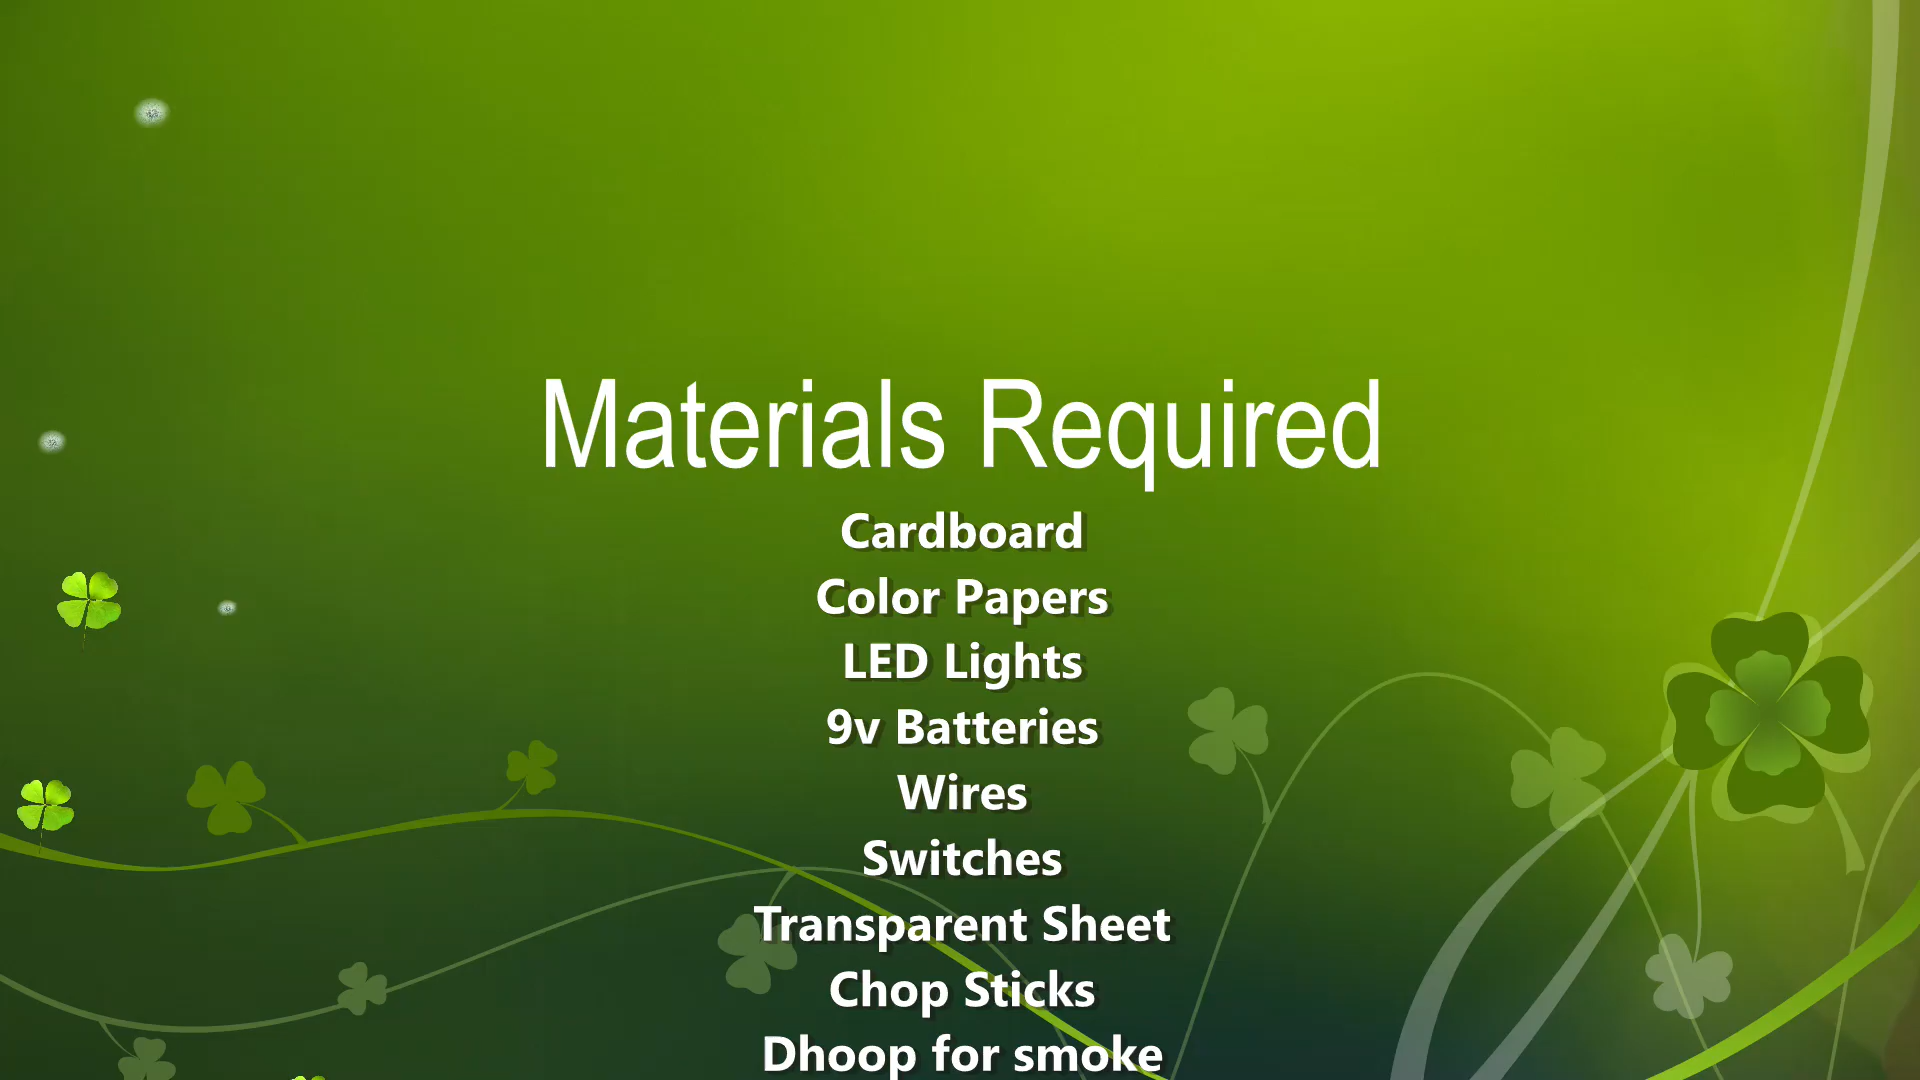 Materials Required
Cardboard
Color Papers
LED Lights
9v Batteries
Wires
Switches
Transparent Sheet
Chop Sticks
Dhoop for smoke